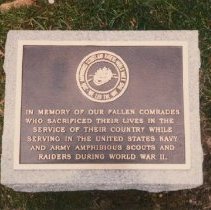 IN MEMORY OF OUR FALLEN COMRADES
WHO SACRIFICED THEIR LIVES IN THE
SERVICE OF THEIR COUNTRY WHILE
SERVING IN THE UNITED STATES NAVY
AND ARMY AMPHIBIOUS SCOUTS AND
RAIDERS DURING WORLD WAR II.